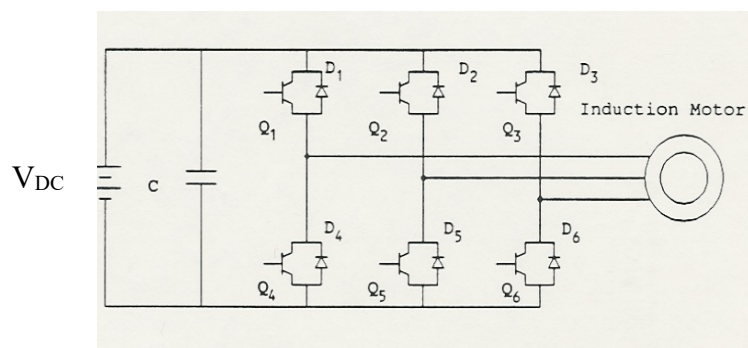 D1 D2 D3
Induction Motor
Q1 Q2 Q3
VDC C
D4 D5 D6
Q4 Q5 Q6